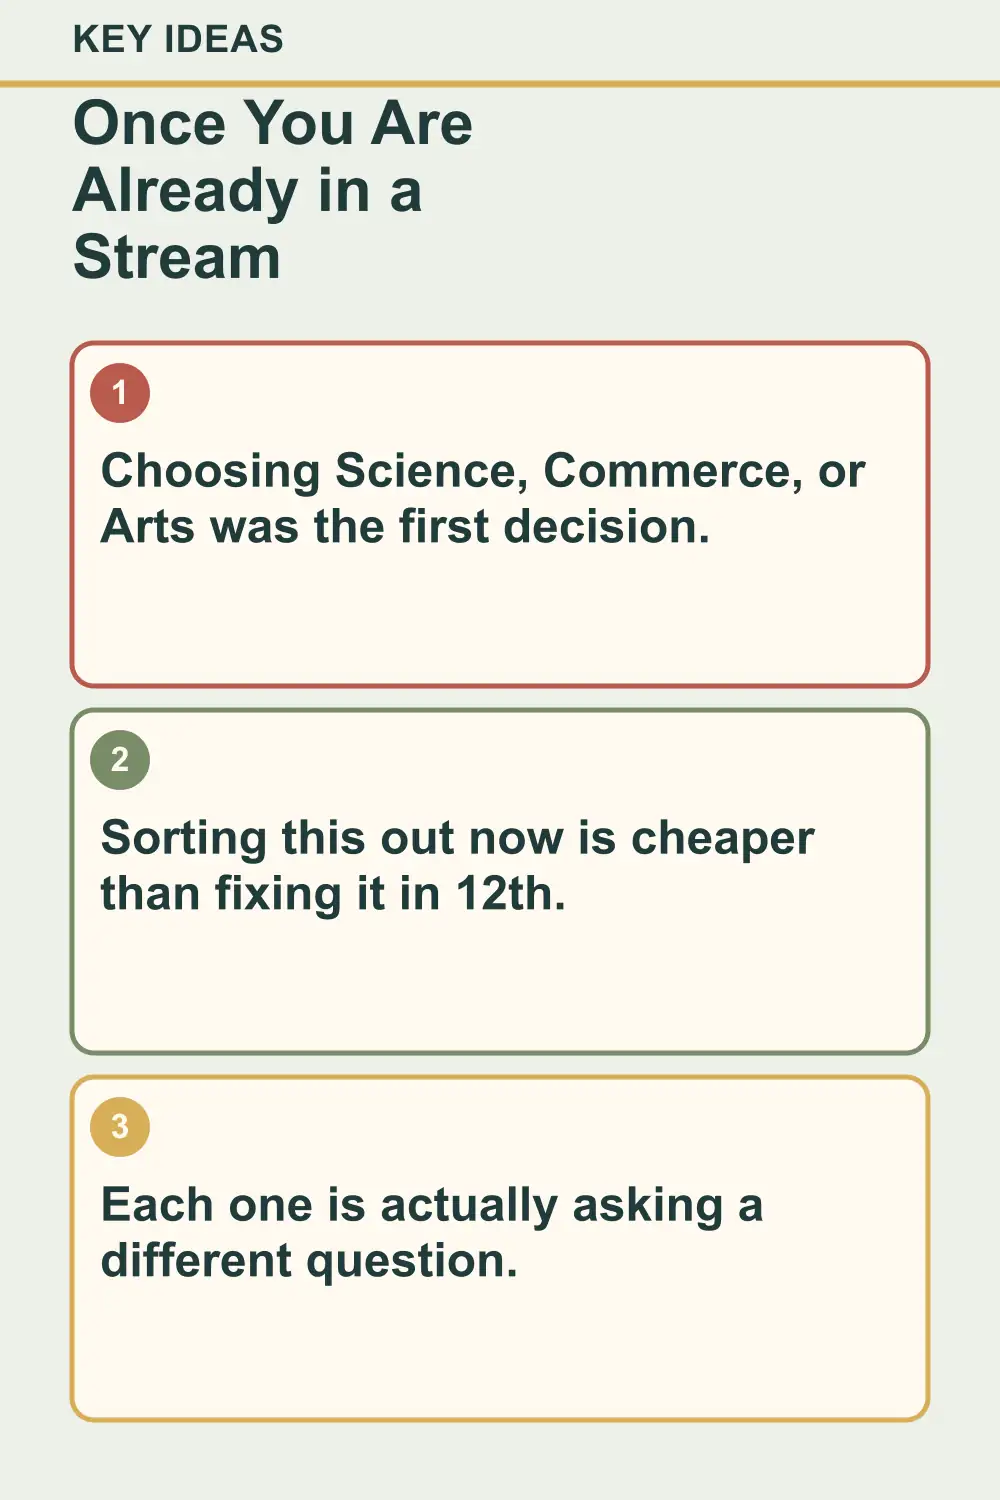 KEY IDEAS
Once You Are
Already in a
Stream
1
Choosing Science, Commerce, or
Arts was the first decision.
2
Sorting this out now is cheaper
than fixing it in 12th.
3
Each one is actually asking a
different question.